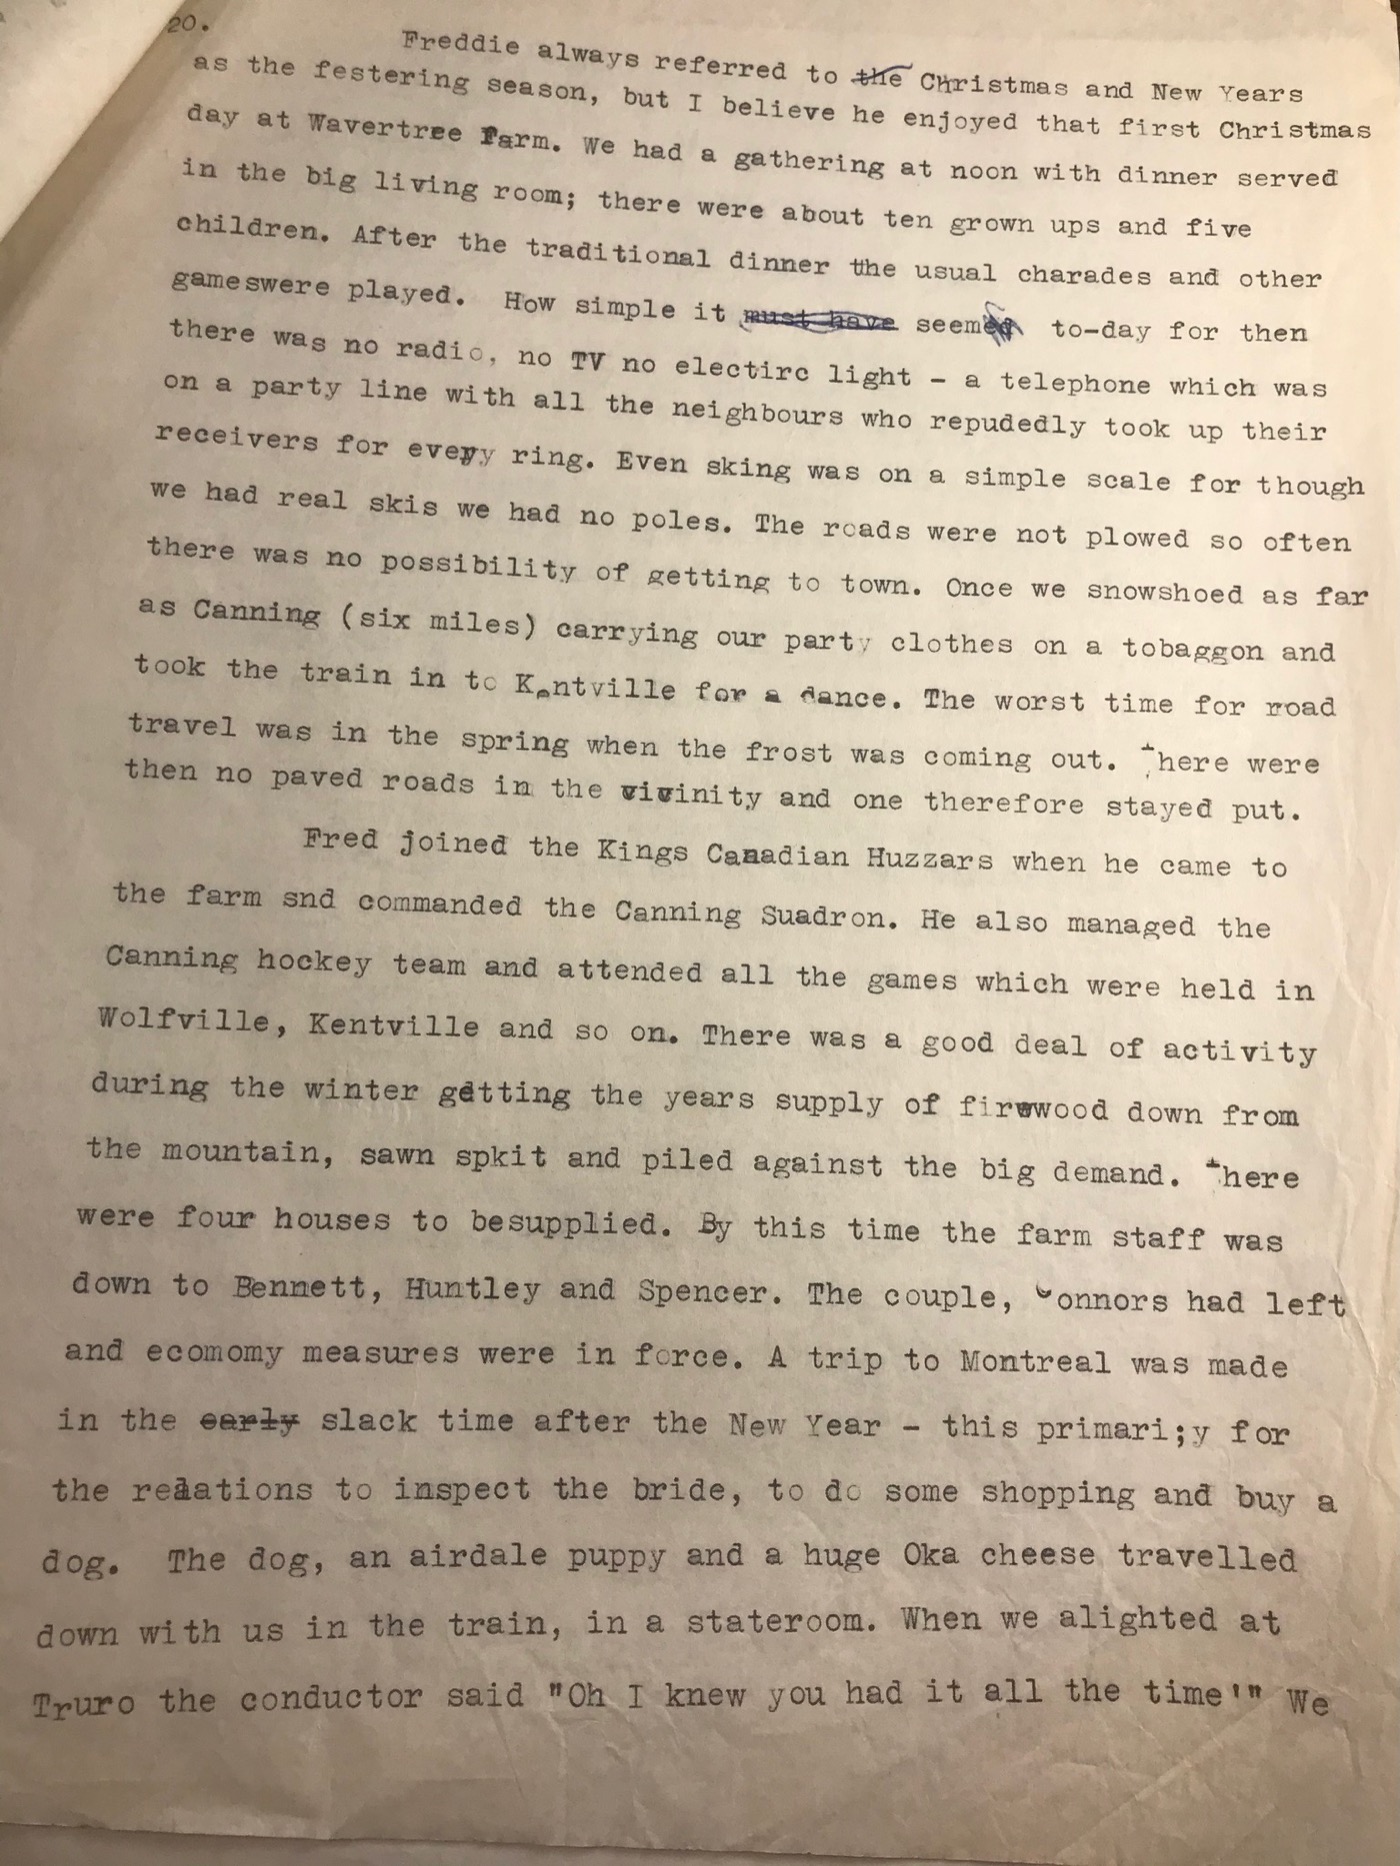 20.
Freddie always referred to the Christmas and New Years
as the festering season, but I believe he enjoyed that first Christmas
day at Wavertree Farm. We had a gathering at noon with dinner served
in the big living room; there were about ten grown ups and five
children. After the traditional dinner the usual charades and other
gameswere played. How simple it must have seemed to-day for then
there was no radio, no TV no electirc light - a telephone which was
on a party line with all the neighbours who repudedly took up their
receivers for every ring. Even sking was on a simple scale for though
we had real skis we had no poles. The roads were not plowed so often
there was no possibility of getting to town. Once we snowshoed as far
as Canning (six miles) carrying our party clothes on a tobaggon and
took the train in to Kentville for a dance. The worst time for road
travel was in the spring when the frost was coming out. There were
then no paved roads in the vicinity and one therefore stayed put.
Fred joined the Kings Canadian Huzzars when he came to
the farm snd commanded the Canning Suadron. He also managed the
Canning hockey team and attended all the games which were held in
Wolfville, Kentville and so on. There was a good deal of activity
during the winter getting the years supply of firewood down from
the mountain, sawn spkit and piled against the big demand. There
were four houses to besupplied. By this time the farm staff was
down to Bennett, Huntley and Spencer. The couple, Connors had left
and ecomomy measures were in force. A trip to Montreal was made
in the early slack time after the New Year - this primari;y for
the relations to inspect the bride, to do some shopping and buy a
dog. The dog, an airdale puppy and a huge Oka cheese travelled
down with us in the train, in a stateroom. When we alighted at
Truro the conductor said "Oh I knew you had it all the time'" We